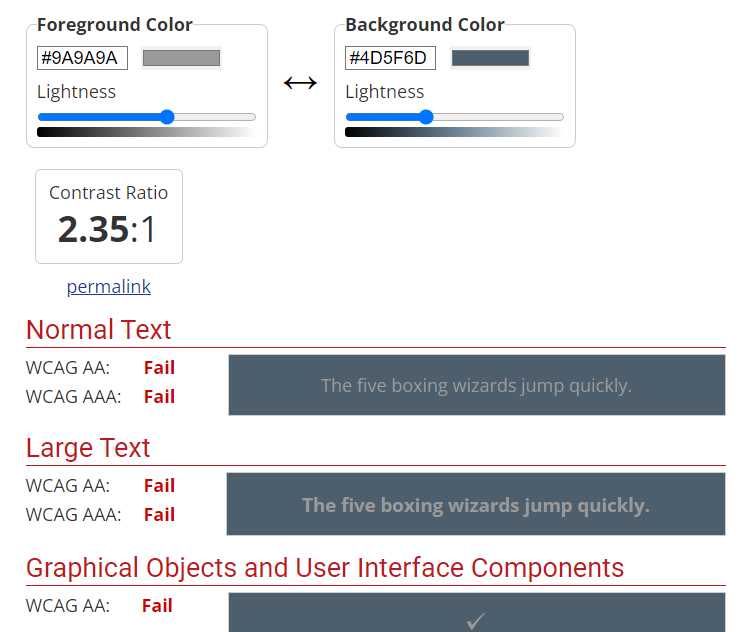 Foreground Color
#9A9A9A
Lightness
Background Color
#4D5F6D
Lightness
Contrast Ratio
2.35:1
permalink
Normal Text
WCAG AA: Fail
WCAG AAA: Fail
The five boxing wizards jump quickly.
Large Text
WCAG AA: Fail
WCAG AAA: Fail
The five boxing wizards jump quickly.
Graphical Objects and User Interface Components
WCAG AA: Fail